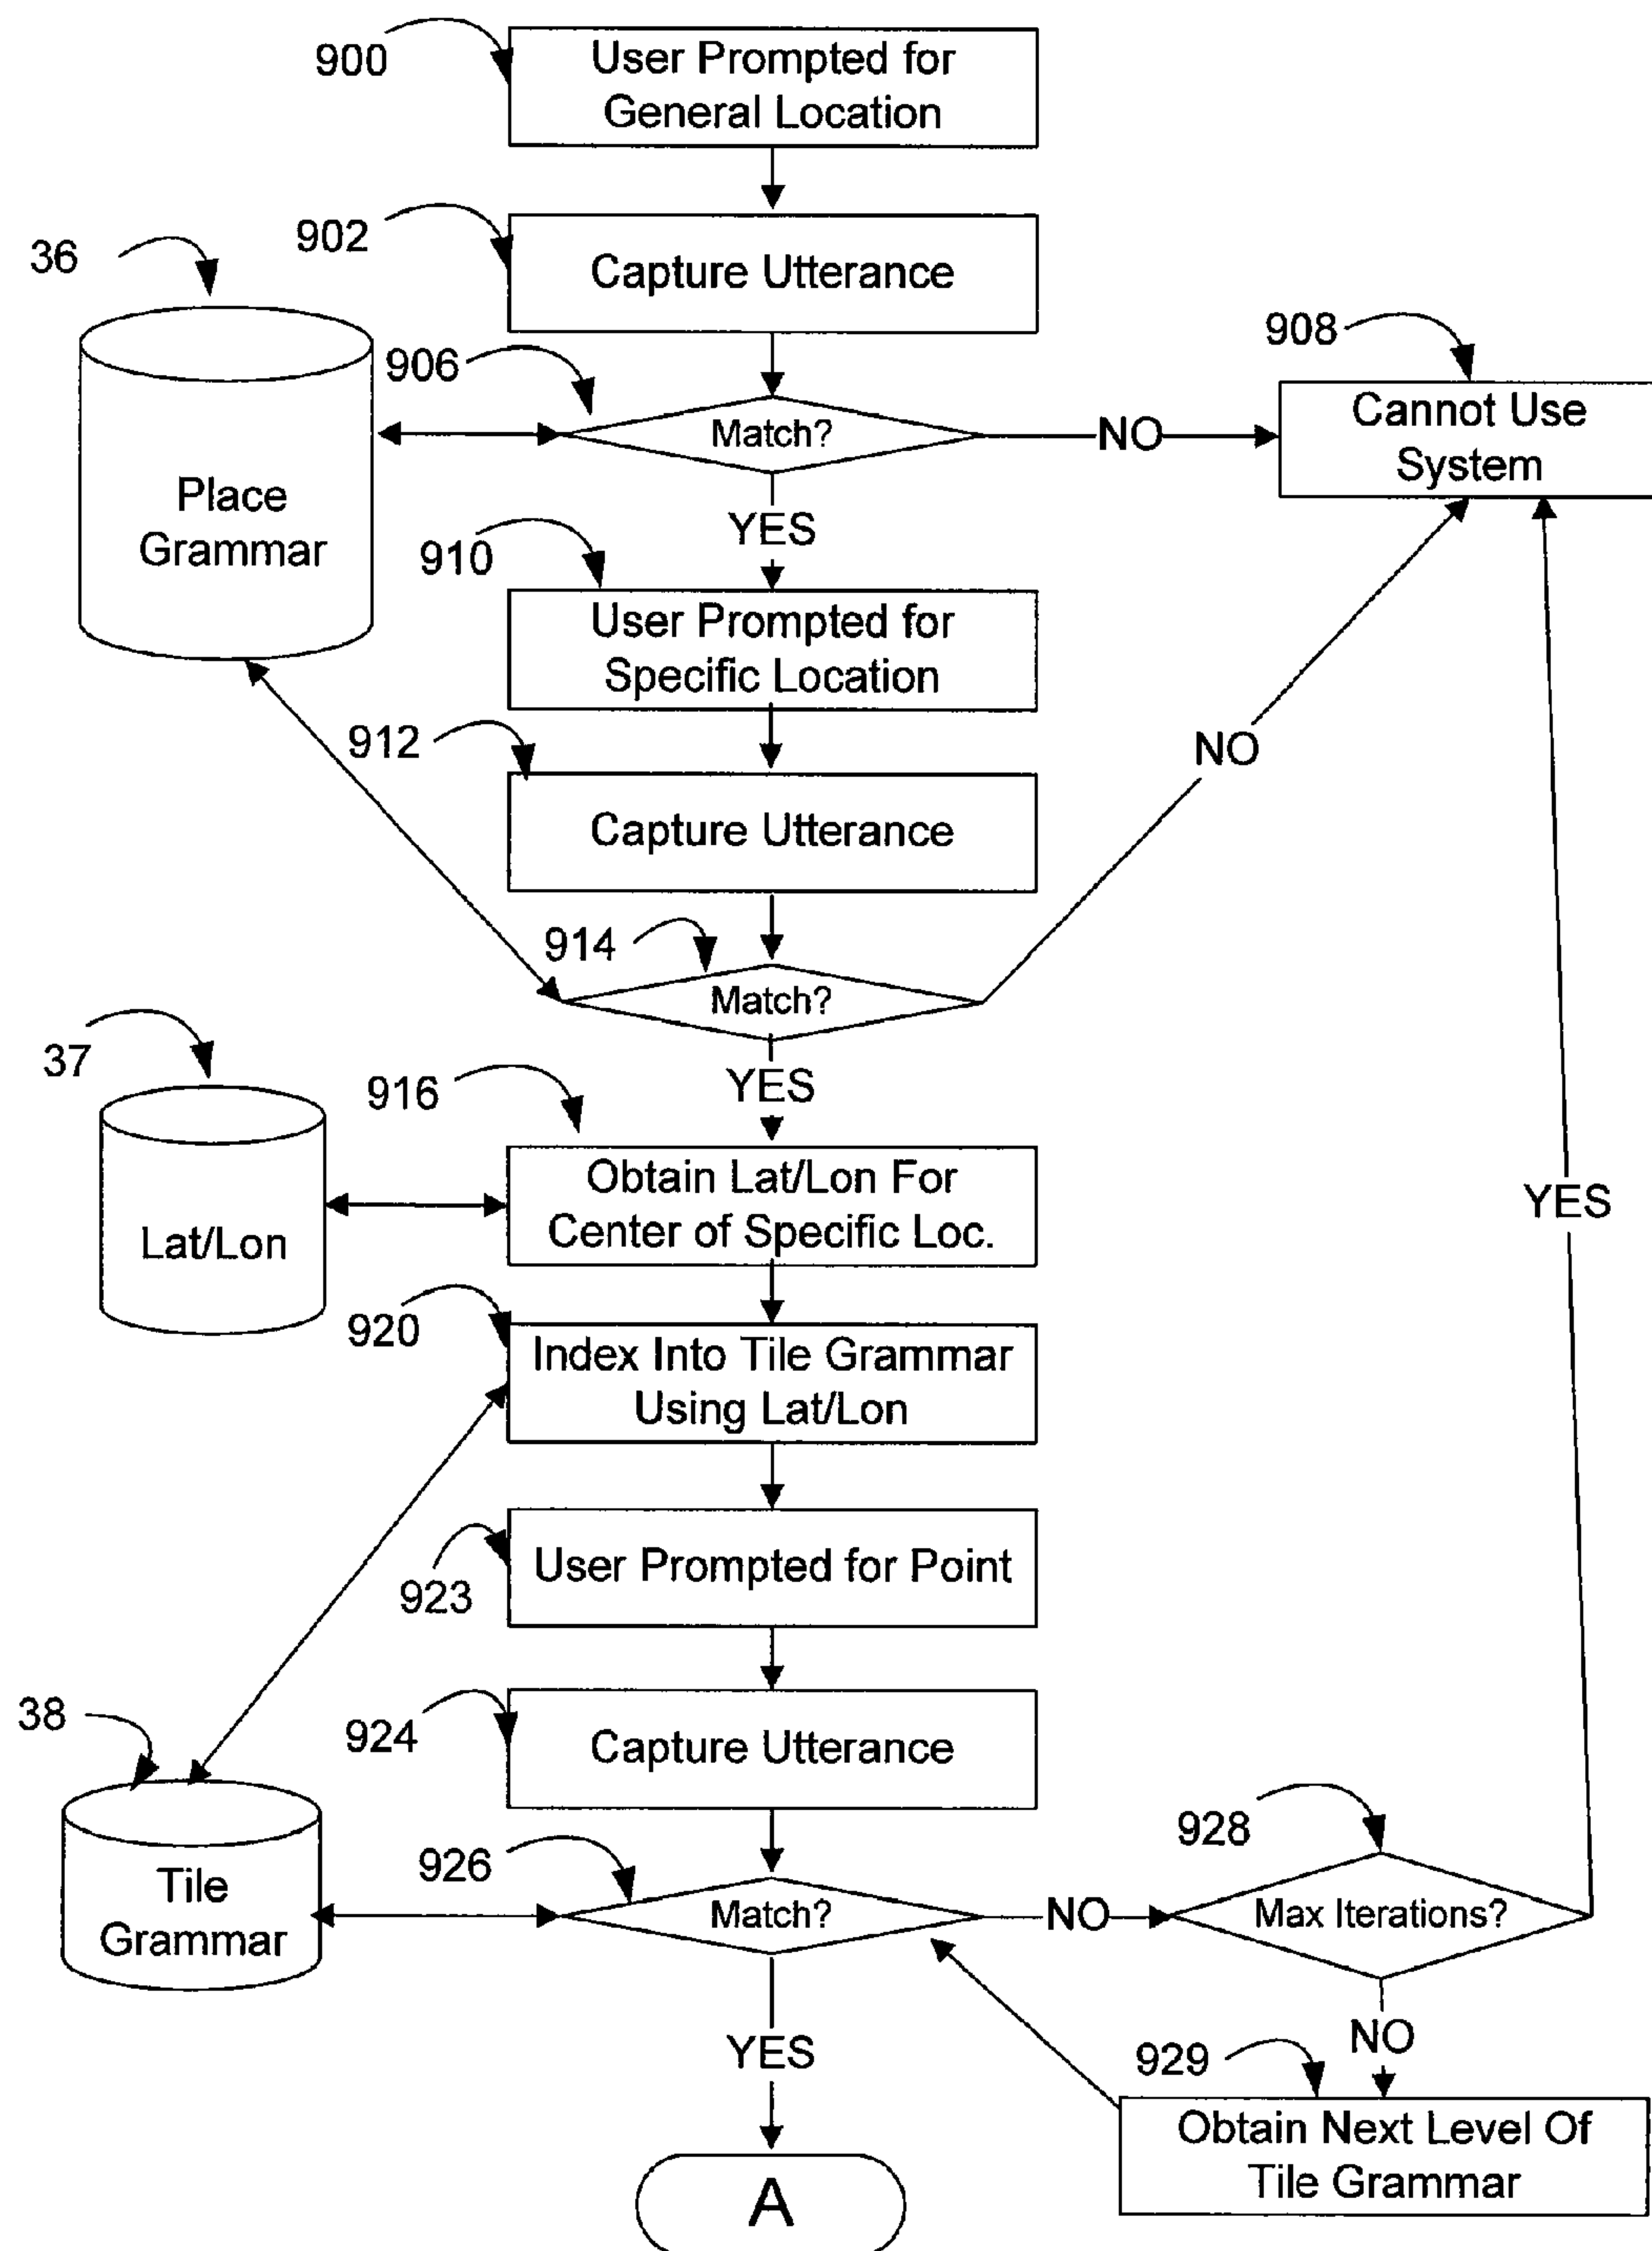 900
User Prompted for
General Location
902
Capture Utterance
36
906
Match?
NO
908
Cannot Use
System
Place
Grammar
YES
910
User Prompted for
Specific Location
912
Capture Utterance
NO
914
Match?
37
YES
916
Lat/Lon
Obtain Lat/Lon For
Center of Specific Loc.
YES
920
Index Into Tile Grammar
Using Lat/Lon
923
User Prompted for Point
38
924
Capture Utterance
Tile
Grammar
926
Match?
NO
928
Max Iterations?
YES
NO
929
Obtain Next Level Of
Tile Grammar
A